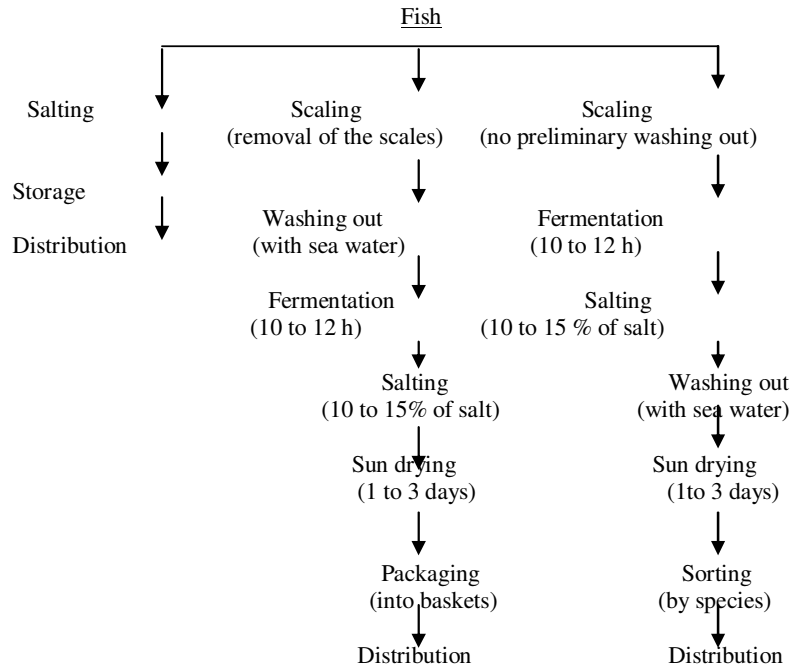 Fish
Salting
Storage
Distribution
Scaling
(removal of the scales)
Washing out
(with sea water)
Fermentation
(10 to 12 h)
Salting
(10 to 15% of salt)
Sun drying
(1 to 3 days)
Packaging
(into baskets)
Distribution
Scaling
(no preliminary washing out)
Fermentation
(10 to 12 h)
Salting
(10 to 15 % of salt)
Washing out
(with sea water)
Sun drying
(1to 3 days)
Sorting
(by species)
Distribution